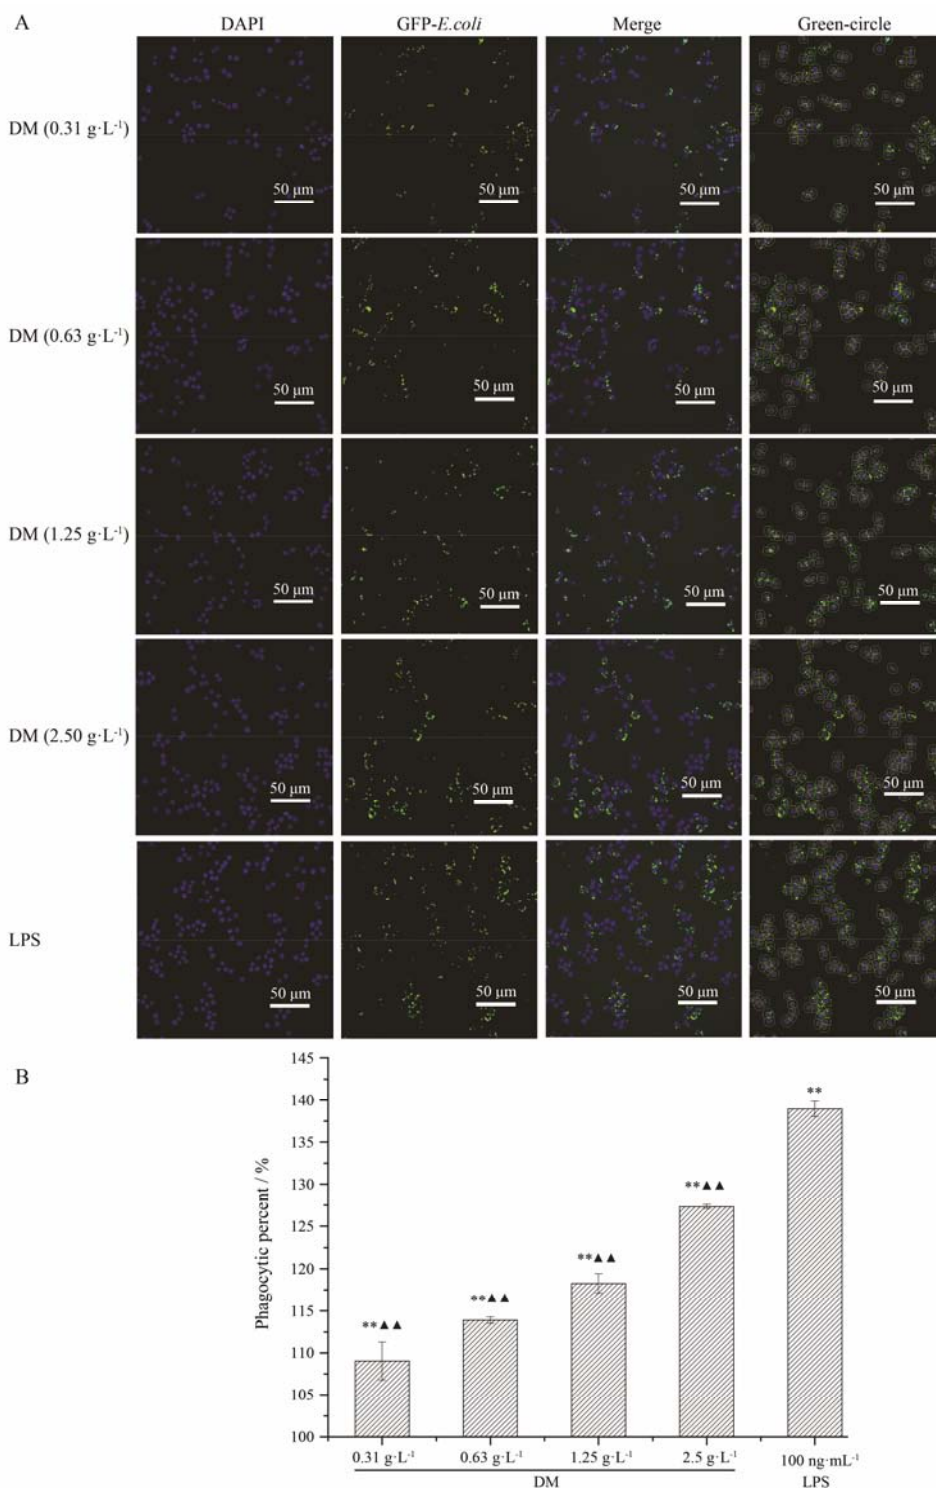 A
DAPI GFP-E.coli Merge Green-circle
DM (0.31 g·L⁻¹)
50 μm 50 μm 50 μm 50 μm
DM (0.63 g·L⁻¹)
50 μm 50 μm 50 μm 50 μm
DM (1.25 g·L⁻¹)
50 μm 50 μm 50 μm 50 μm
DM (2.50 g·L⁻¹)
50 μm 50 μm 50 μm 50 μm
LPS
50 μm 50 μm 50 μm 50 μm
B
Phagocytic percent / %
145
140
135
130
125
120
115
110
105
100
**▲▲
**▲▲
**▲▲
**▲▲
**
0.31 g·L⁻¹ 0.63 g·L⁻¹ 1.25 g·L⁻¹ 2.5 g·L⁻¹ 100 ng·mL⁻¹
DM LPS